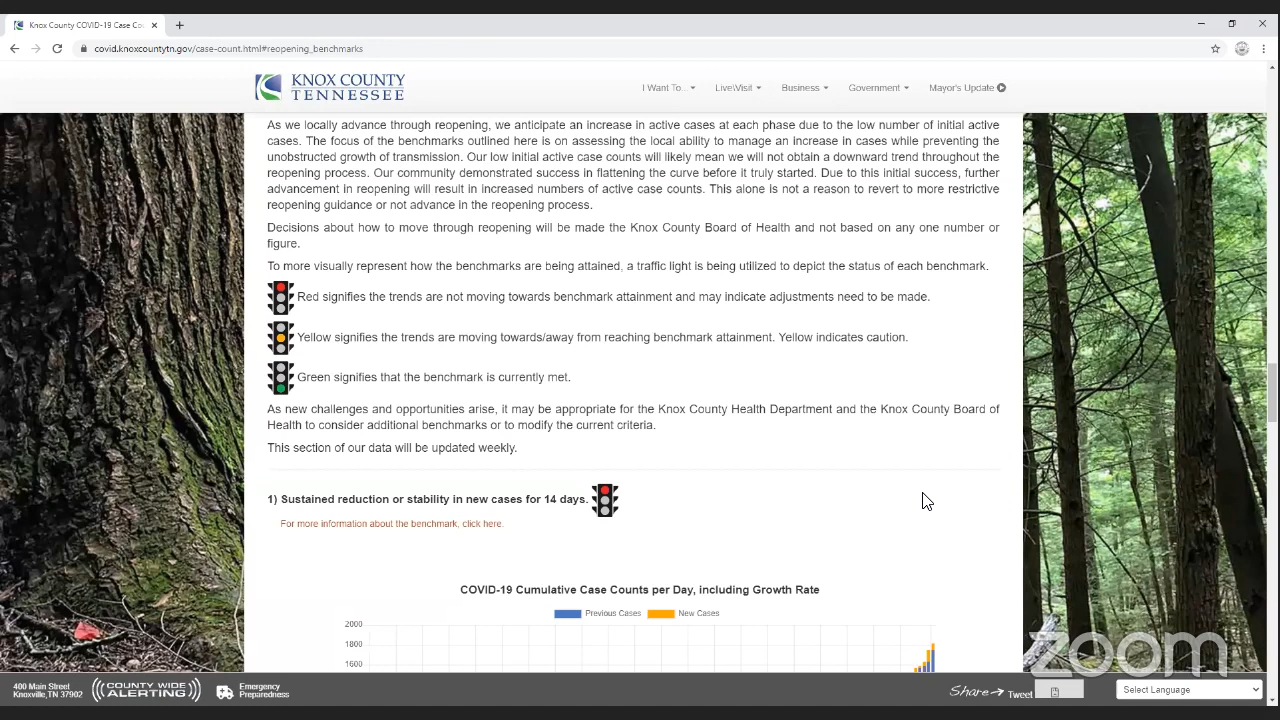 Knox County COVID-19 Case Co
covid.knoxcountytn.gov/case-count.html#reopening_benchmarks
KNOX COUNTY
TENNESSEE
I Want To..
Live\Visit
Business
Government
Mayor's Update
As we locally advance through reopening, we anticipate an increase in active cases at each phase due to the low number of initial active
cases. The focus of the benchmarks outlined here is on assessing the local ability to manage an increase in cases while preventing the
unobstructed growth of transmission. Our low initial active case counts will likely mean we will not obtain a downward trend throughout the
reopening process. Our community demonstrated success in flattening the curve before it truly started. Due to this initial success, further
advancement in reopening will result in increased numbers of active case counts. This alone is not a reason to revert to more restrictive
reopening guidance or not advance in the reopening process.
Decisions about how to move through reopening will be made the Knox County Board of Health and not based on any one number or
figure.
To more visually represent how the benchmarks are being attained, a traffic light is being utilized to depict the status of each benchmark.
Red signifies the trends are not moving towards benchmark attainment and may indicate adjustments need to be made.
Yellow signifies the trends are moving towards/away from reaching benchmark attainment. Yellow indicates caution.
Green signifies that the benchmark is currently met.
As new challenges and opportunities arise, it may be appropriate for the Knox County Health Department and the Knox County Board of
Health to consider additional benchmarks or to modify the current criteria.
This section of our data will be updated weekly.
1) Sustained reduction or stability in new cases for 14 days.
For more information about the benchmark, click here.
COVID-19 Cumulative Case Counts per Day, including Growth Rate
Previous Cases
New Cases
2000
1800
1600
zoom
400 Main Street
Knoxville,TN 37902
COUNTY WIDE
ALERTING
Emergency
Preparedness
Share
Tweet
Select Language